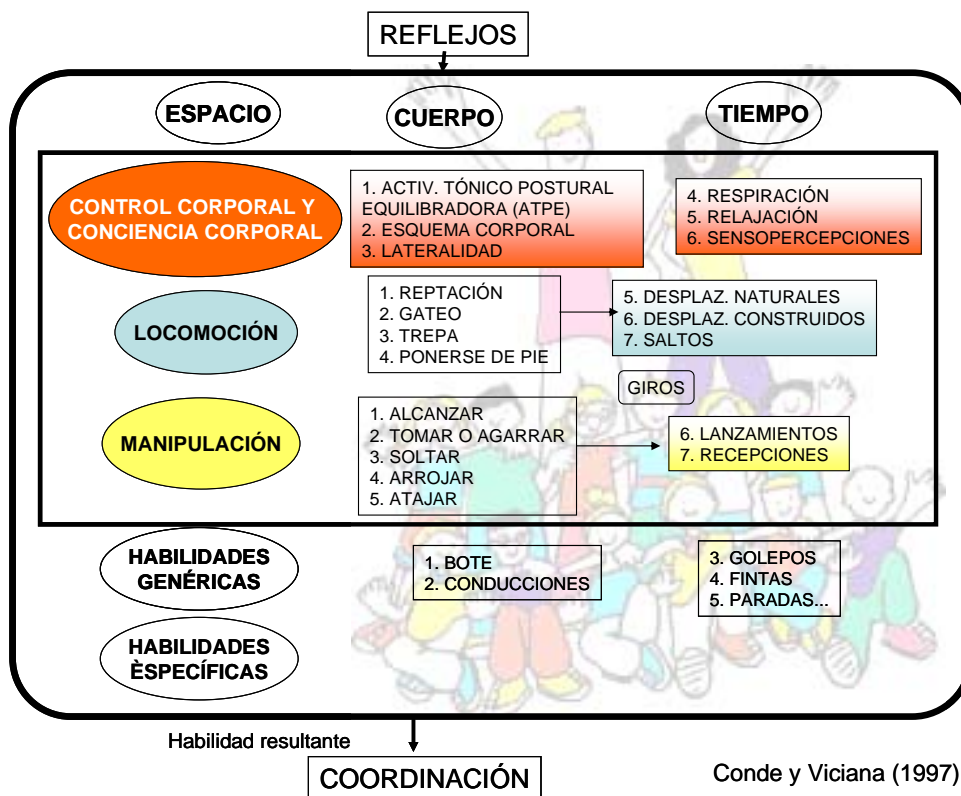 REFLEJOS
ESPACIO
CUERPO
TIEMPO
CONTROL CORPORAL Y
CONCIENCIA CORPORAL
1. ACTIV. TÓNICO POSTURAL
EQUILIBRADORA (ATPE)
2. ESQUEMA CORPORAL
3. LATERALIDAD
4. RESPIRACIÓN
5. RELAJACIÓN
6. SENSOPERCEPCIONES
LOCOMOCIÓN
1. REPTACIÓN
2. GATEO
3. TREPA
4. PONERSE DE PIE
5. DESPLAZ. NATURALES
6. DESPLAZ. CONSTRUIDOS
7. SALTOS
GIROS
MANIPULACIÓN
1. ALCANZAR
2. TOMAR O AGARRAR
3. SOLTAR
4. ARROJAR
5. ATAJAR
6. LANZAMIENTOS
7. RECEPCIONES
HABILIDADES
GENÉRICAS
1. BOTE
2. CONDUCCIONES
3. GOLEPOS
4. FINTAS
5. PARADAS...
HABILIDADES
ÈSPECÍFICAS
Habilidad resultante
COORDINACIÓN
Conde y Viciana (1997)